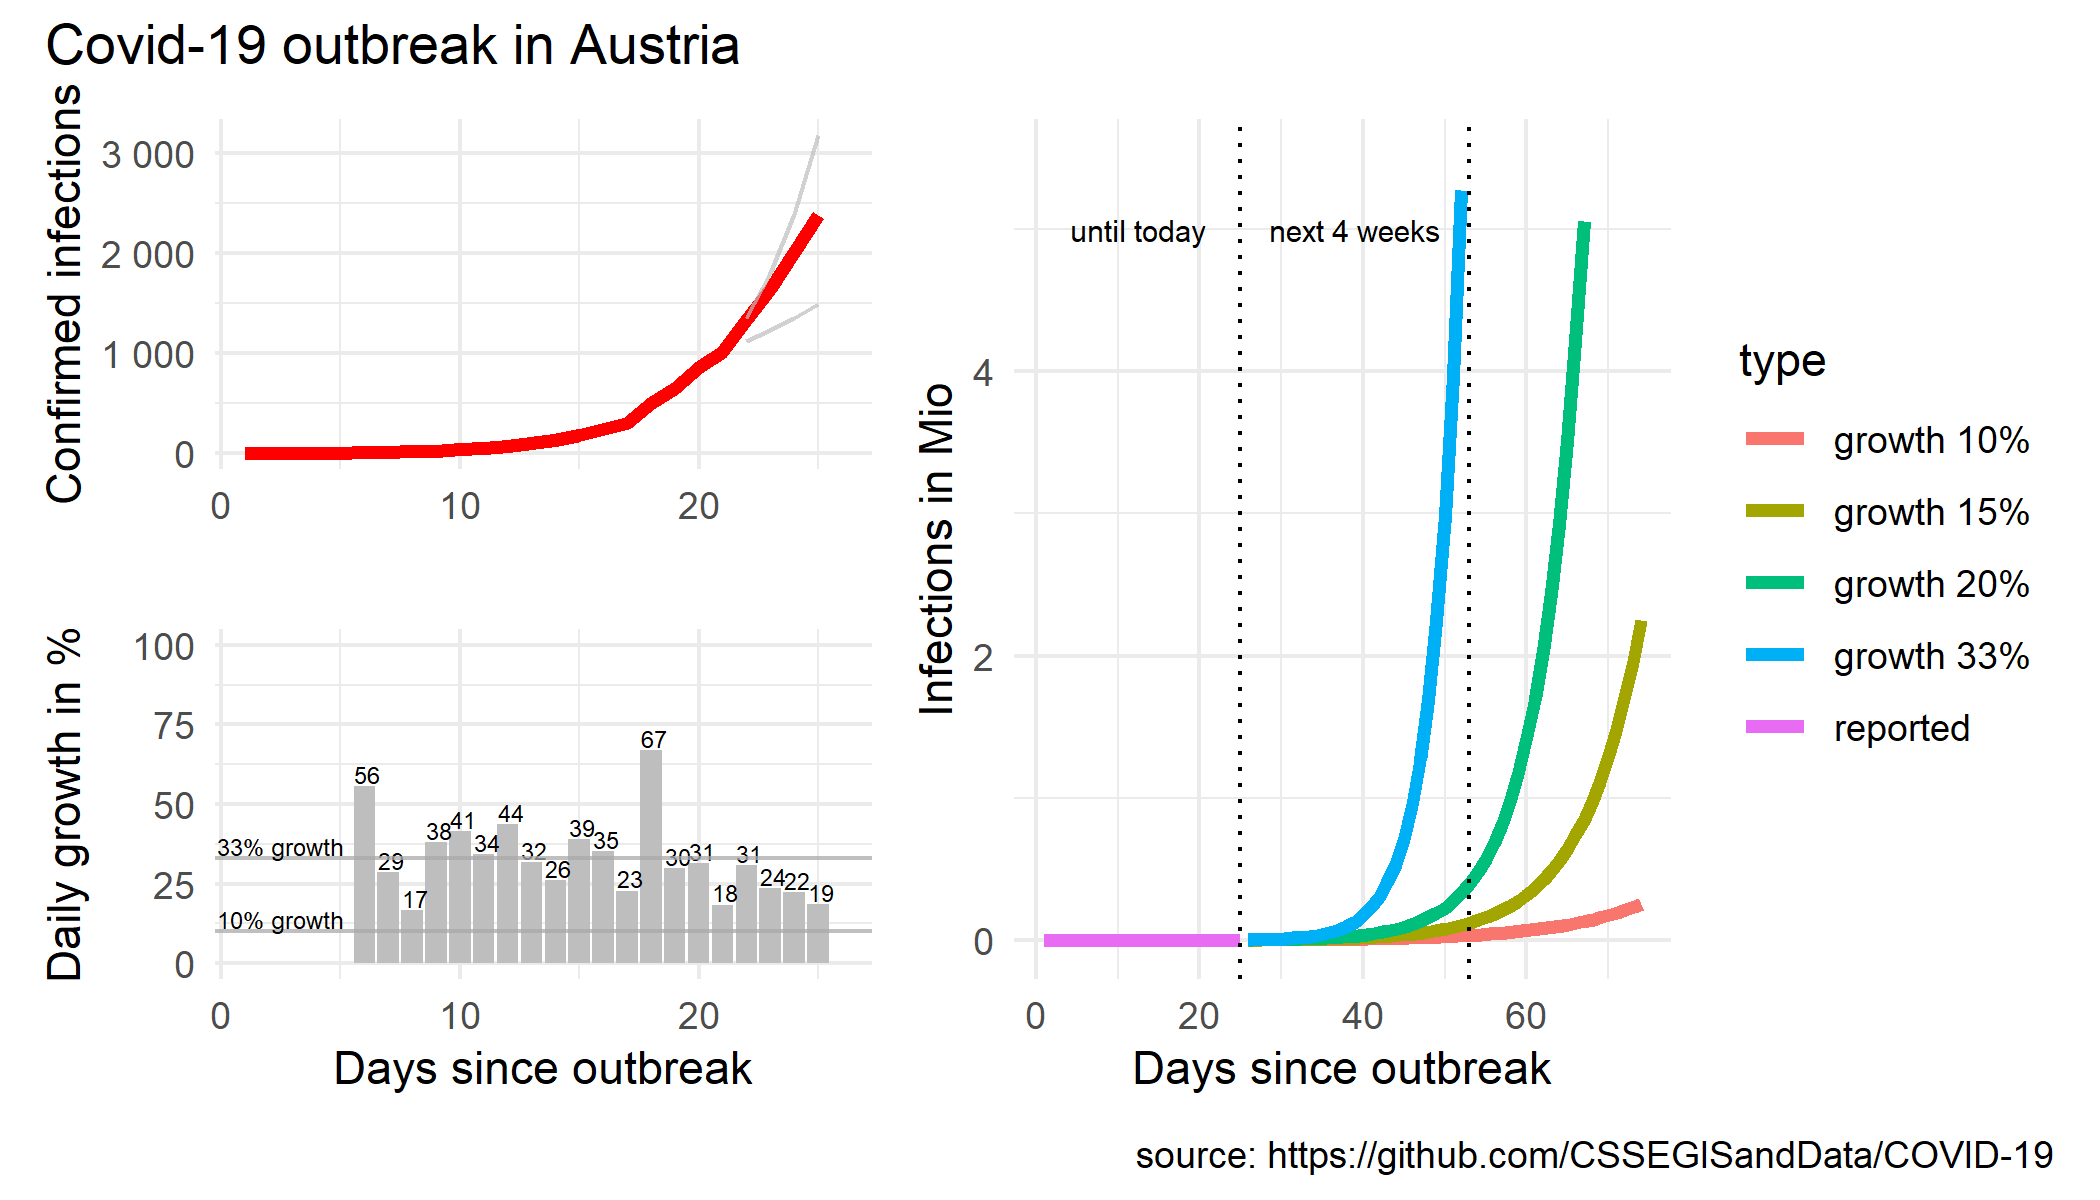 Covid-19 outbreak in Austria
Confirmed infections
3 000
2 000
1 000
0
0 10 20
Daily growth in %
100
75
50
25
0
33% growth
10% growth
56 29 17 38 41 34 44 32 26 39 35 23 67 30 31 18 31 24 22 19
0 10 20
Days since outbreak
Infections in Mio
4
2
0
until today
next 4 weeks
0 20 40 60
Days since outbreak
type
growth 10%
growth 15%
growth 20%
growth 33%
reported
source: https://github.com/CSSEGISandData/COVID-19